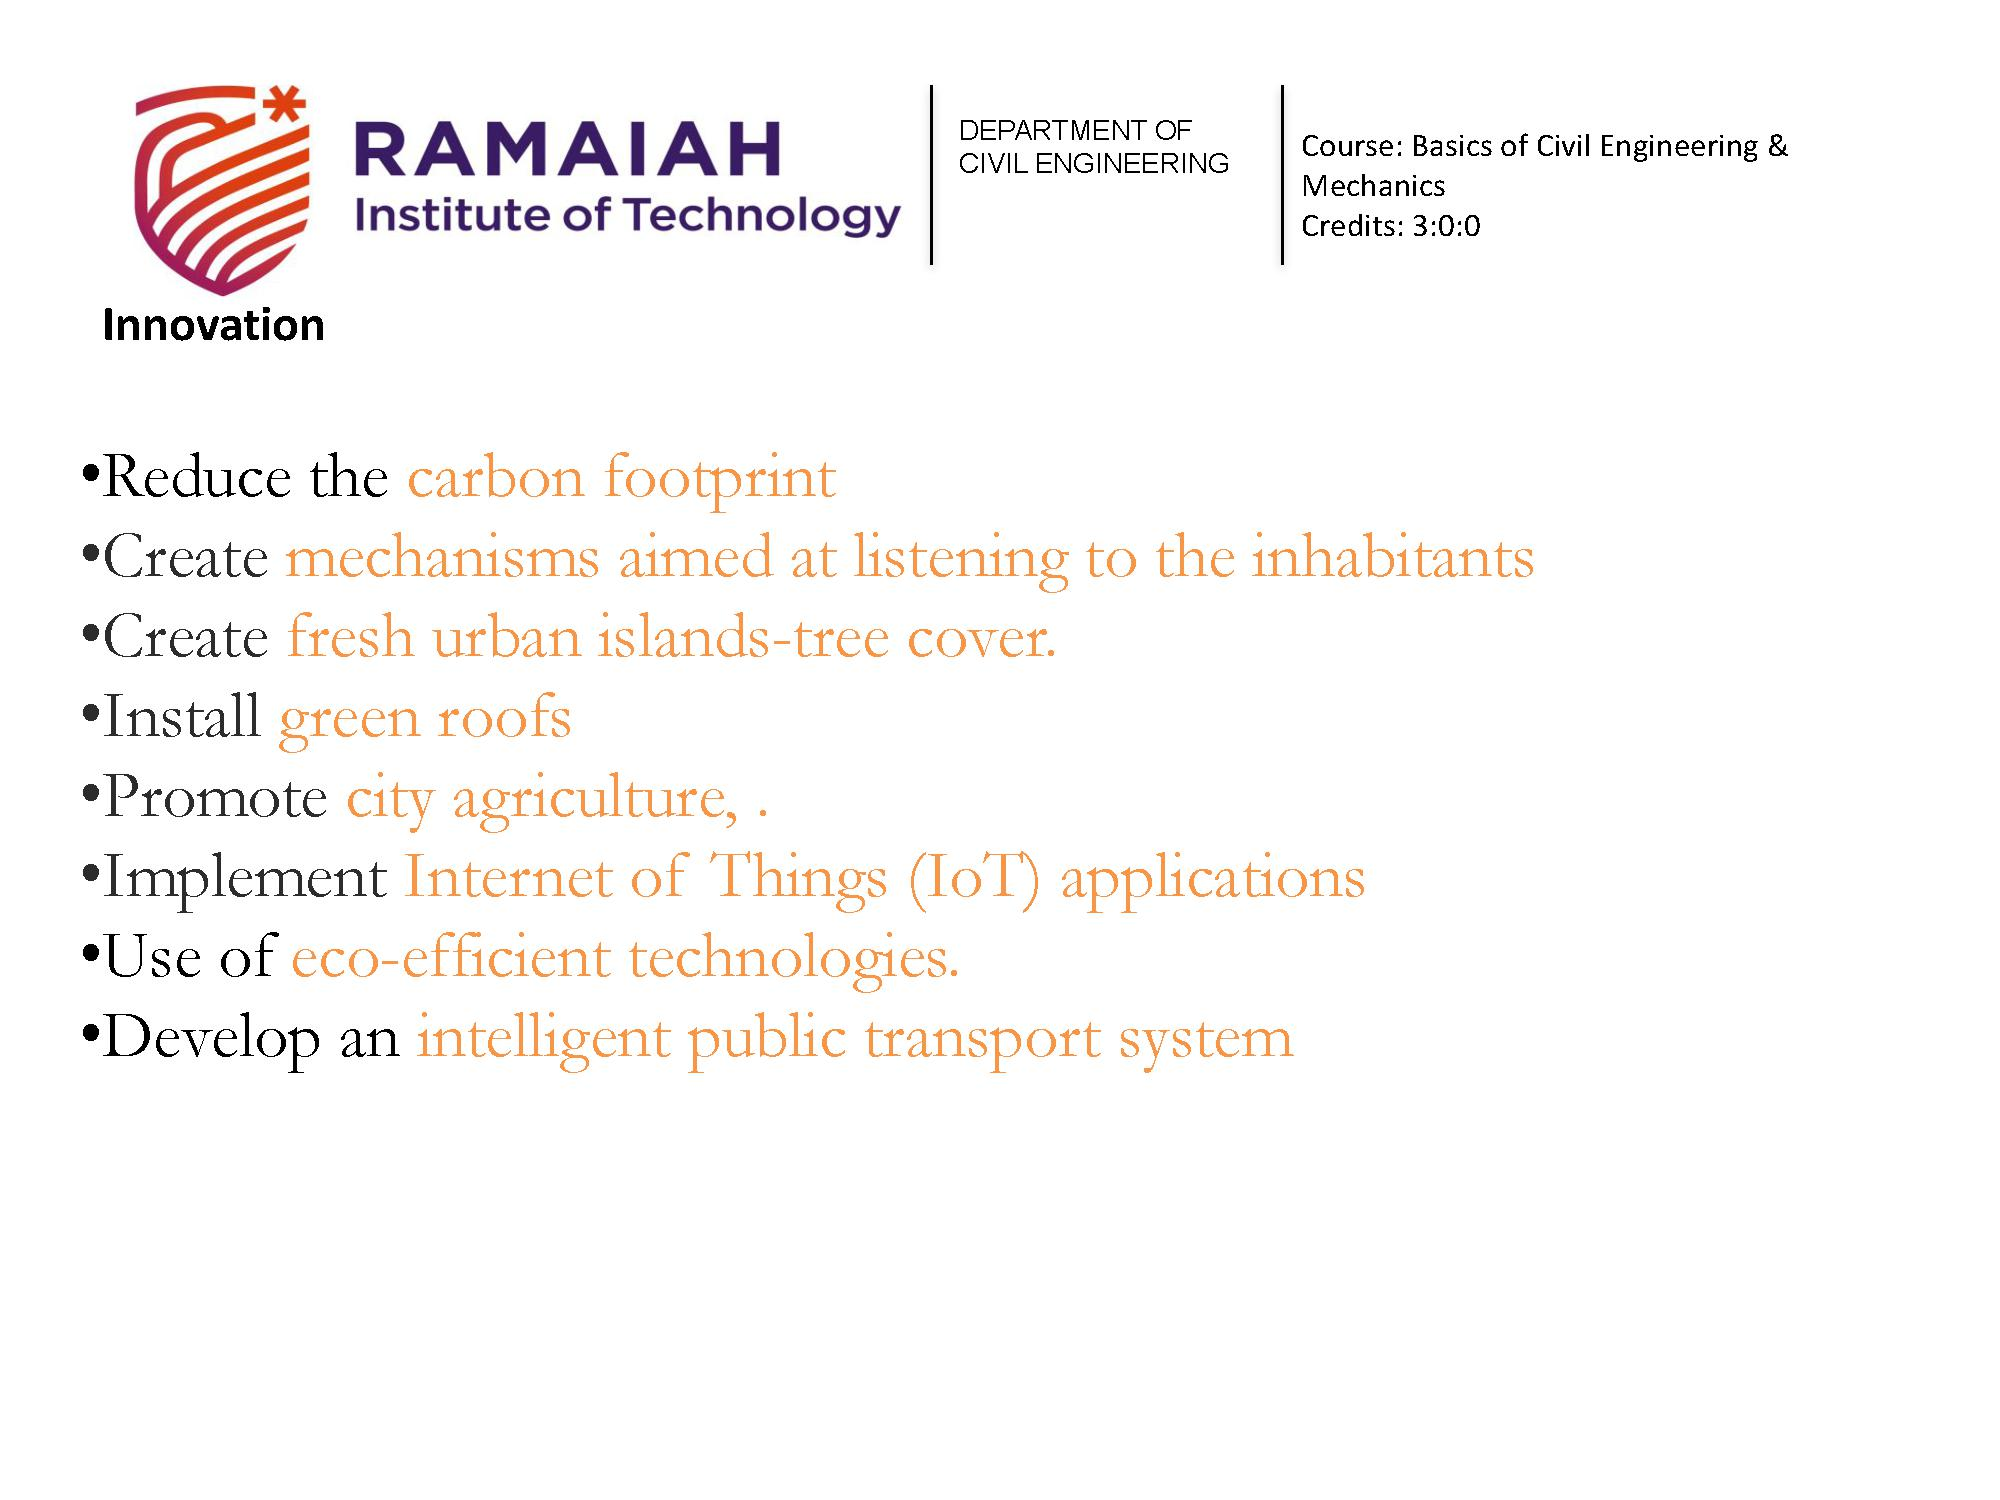 RAMAIAH
Institute of Technology
DEPARTMENT OF
CIVIL ENGINEERING
Course: Basics of Civil Engineering &
Mechanics
Credits: 3:0:0
Innovation
•Reduce the carbon footprint
•Create mechanisms aimed at listening to the inhabitants
•Create fresh urban islands-tree cover.
•Install green roofs
•Promote city agriculture, .
•Implement Internet of Things (IoT) applications
•Use of eco-efficient technologies.
•Develop an intelligent public transport system